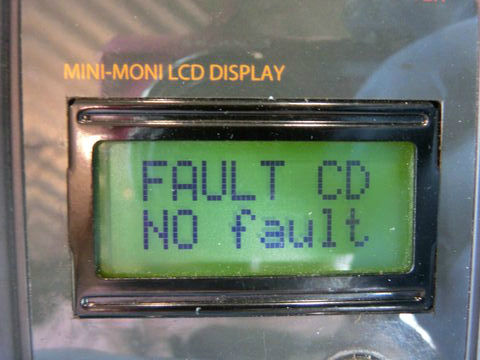 MINI-MONI LCD DISPLAY
FAULT CD
NO fault